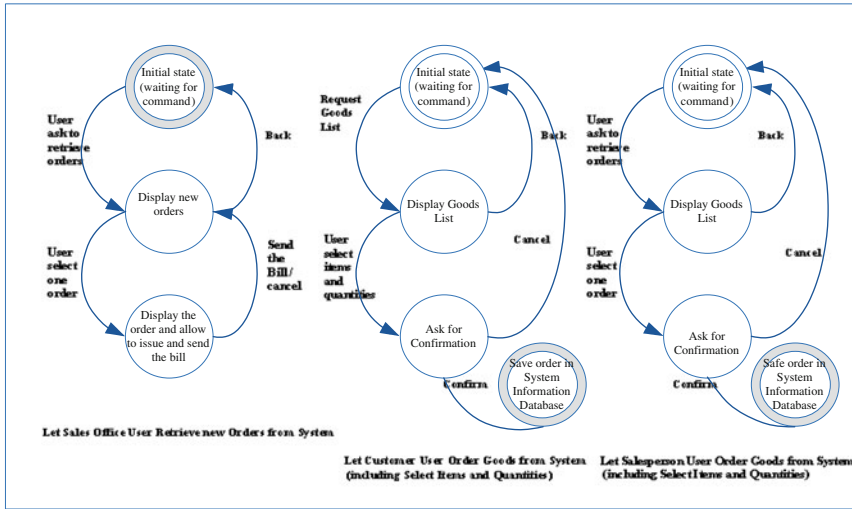 Initial state
(waiting for
command)
User
ask to
retrieve
orders
Back
Display new
orders
User
select
one
order
Send
the
Bill/
cancel
Display the
order and allow
to issue and send
the bill
Let Sales Office User Retrieve new Orders from System
Initial state
(waiting for
command)
Request
Goods
List
Back
Display Goods
List
User
select
items
and
quantities
Cancel
Ask for
Confirmation
Confirm
Save order in
System
Information
Database
Let Customer User Order Goods from System
(including Select Items and Quantities)
Initial state
(waiting for
command)
User
ask to
retrieve
orders
Back
Display Goods
List
User
select
one
order
Cancel
Ask for
Confirmation
Confirm
Safe order in
System
Information
Database
Let Salesperson User Order Goods from System
(including Select Items and Quantities)